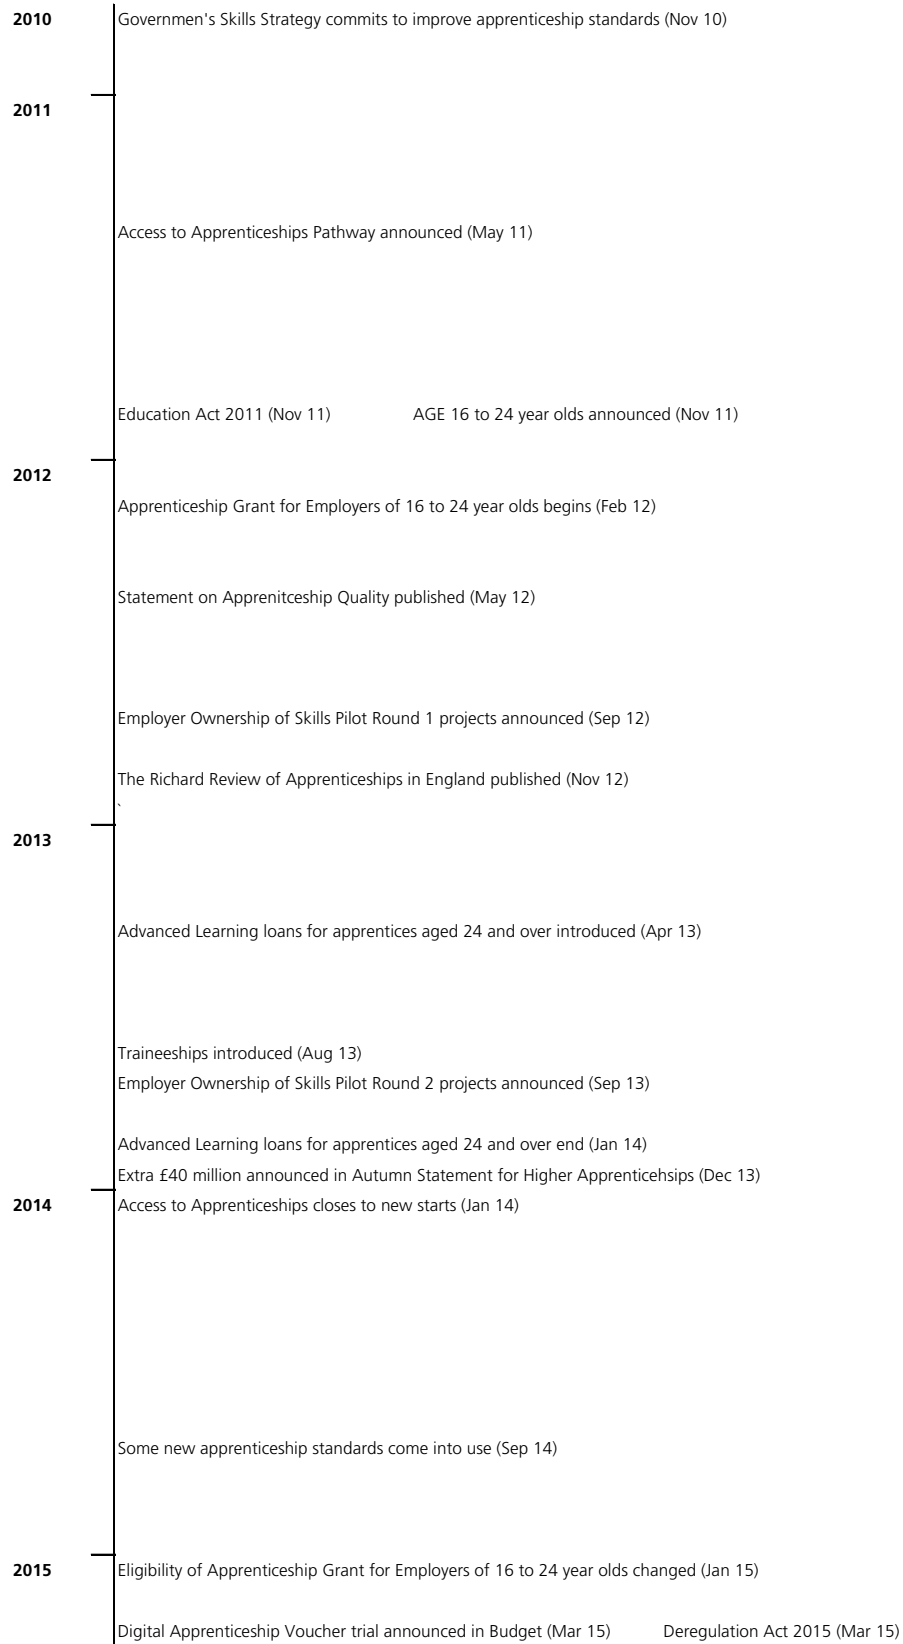 2010 Governmen's Skills Strategy commits to improve apprenticeship standards (Nov 10)
2011
Access to Apprenticeships Pathway announced (May 11)
Education Act 2011 (Nov 11) AGE 16 to 24 year olds announced (Nov 11)
2012
Apprenticeship Grant for Employers of 16 to 24 year olds begins (Feb 12)
Statement on Apprenitceship Quality published (May 12)
Employer Ownership of Skills Pilot Round 1 projects announced (Sep 12)
The Richard Review of Apprenticeships in England published (Nov 12)
`
2013
Advanced Learning loans for apprentices aged 24 and over introduced (Apr 13)
Traineeships introduced (Aug 13)
Employer Ownership of Skills Pilot Round 2 projects announced (Sep 13)
Advanced Learning loans for apprentices aged 24 and over end (Jan 14)
Extra £40 million announced in Autumn Statement for Higher Apprenticehsips (Dec 13)
2014 Access to Apprenticeships closes to new starts (Jan 14)
Some new apprenticeship standards come into use (Sep 14)
2015 Eligibility of Apprenticeship Grant for Employers of 16 to 24 year olds changed (Jan 15)
Digital Apprenticeship Voucher trial announced in Budget (Mar 15) Deregulation Act 2015 (Mar 15)